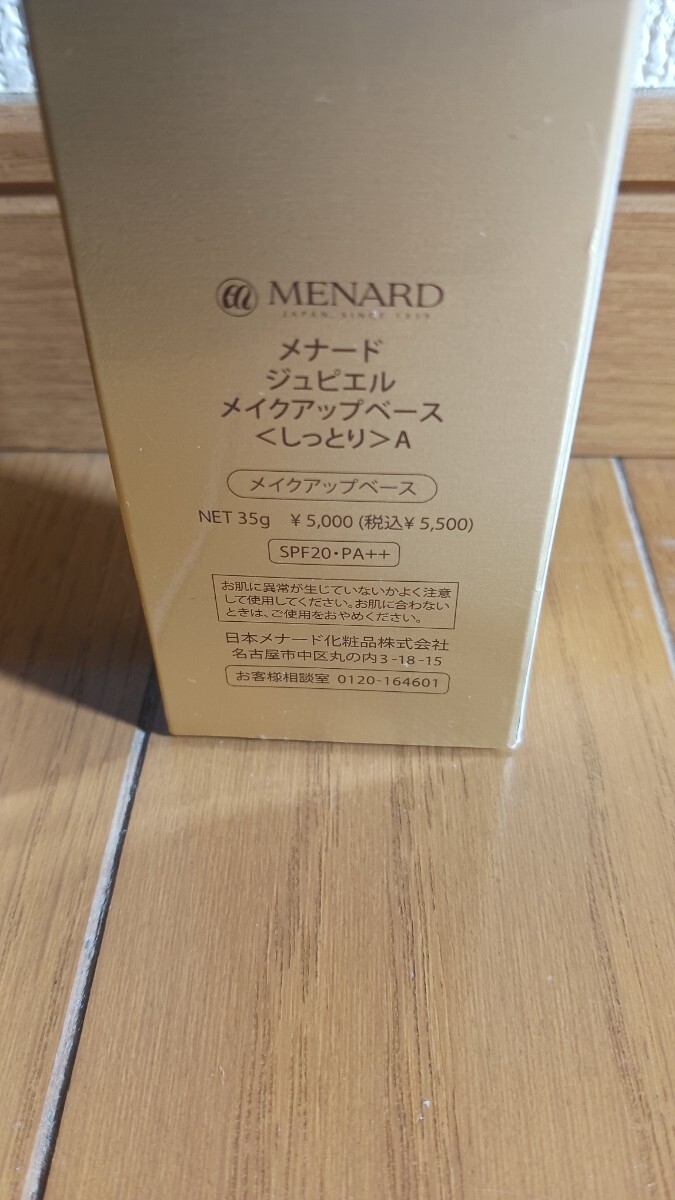 MENARD
JAPAN, SINCE 1959
メナード
ジュピエル
メイクアップベース
<しっとり>A
メイクアップベース
NET 35g ¥5,000 (税込¥5,500)
SPF20・PA++
お肌に異常が生じていないかよく注意
して使用してください。お肌に合わない
ときは、ご使用をおやめください。
日本メナード化粧品株式会社
名古屋市中区丸の内3-18-15
お客様相談室 0120-164601